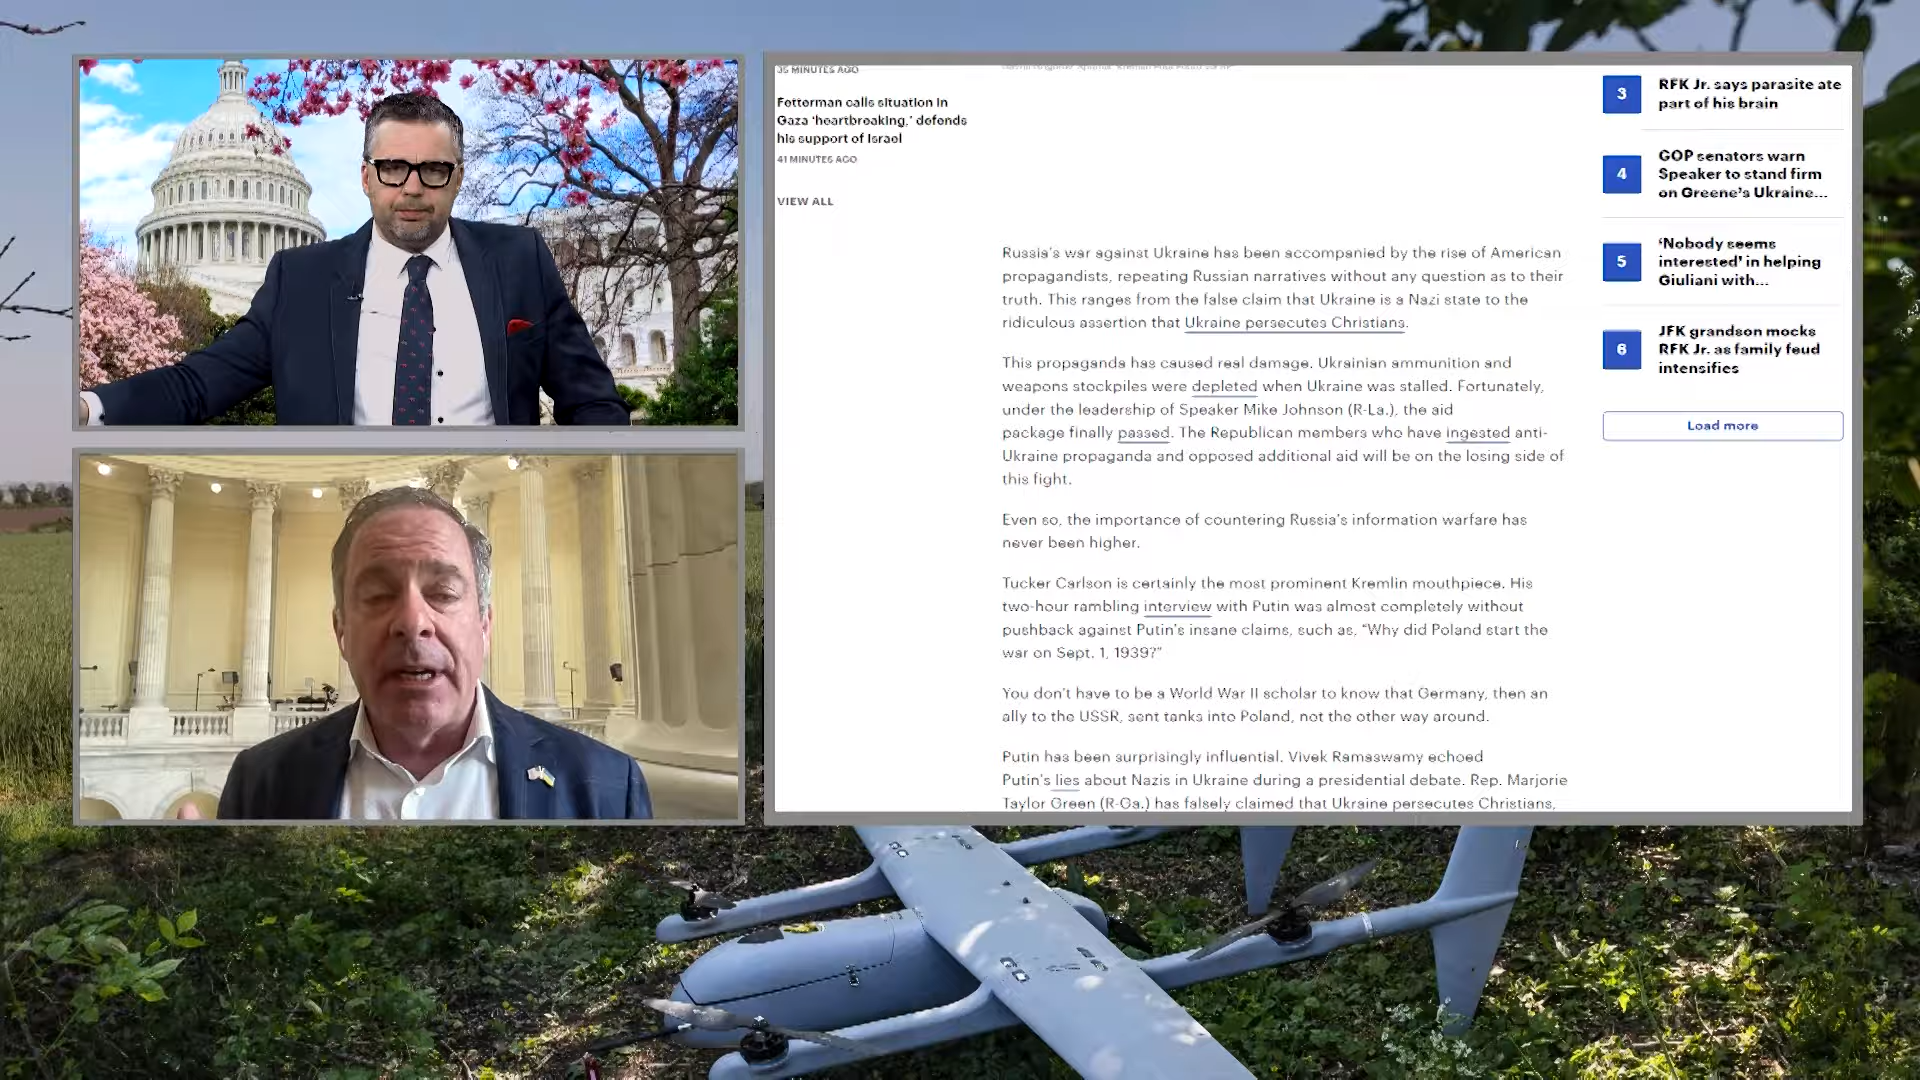 35 MINUTES AGO
Fetterman calls situation in
Gaza ‘heartbreaking,’ defends
his support of Israel
41 MINUTES AGO
VIEW ALL
Russia’s war against Ukraine has been accompanied by the rise of American
propagandists, repeating Russian narratives without any question as to their
truth. This ranges from the false claim that Ukraine is a Nazi state to the
ridiculous assertion that Ukraine persecutes Christians.
This propaganda has caused real damage. Ukrainian ammunition and
weapons stockpiles were depleted when Ukraine was stalled. Fortunately,
under the leadership of Speaker Mike Johnson (R-La.), the aid
package finally passed. The Republican members who have ingested anti-
Ukraine propaganda and opposed additional aid will be on the losing side of
this fight.
Even so, the importance of countering Russia’s information warfare has
never been higher.
Tucker Carlson is certainly the most prominent Kremlin mouthpiece. His
two-hour rambling interview with Putin was almost completely without
pushback against Putin’s insane claims, such as, “Why did Poland start the
war on Sept. 1, 1939?”
You don’t have to be a World War II scholar to know that Germany, then an
ally to the USSR, sent tanks into Poland, not the other way around.
Putin has been surprisingly influential. Vivek Ramaswamy echoed
Putin’s lies about Nazis in Ukraine during a presidential debate. Rep. Marjorie
Taylor Green (R-Ga.) has falsely claimed that Ukraine persecutes Christians,
3
RFK Jr. says parasite ate
part of his brain
4
GOP senators warn
Speaker to stand firm
on Greene’s Ukraine...
5
‘Nobody seems
interested’ in helping
Giuliani with...
6
JFK grandson mocks
RFK Jr. as family feud
intensifies
Load more